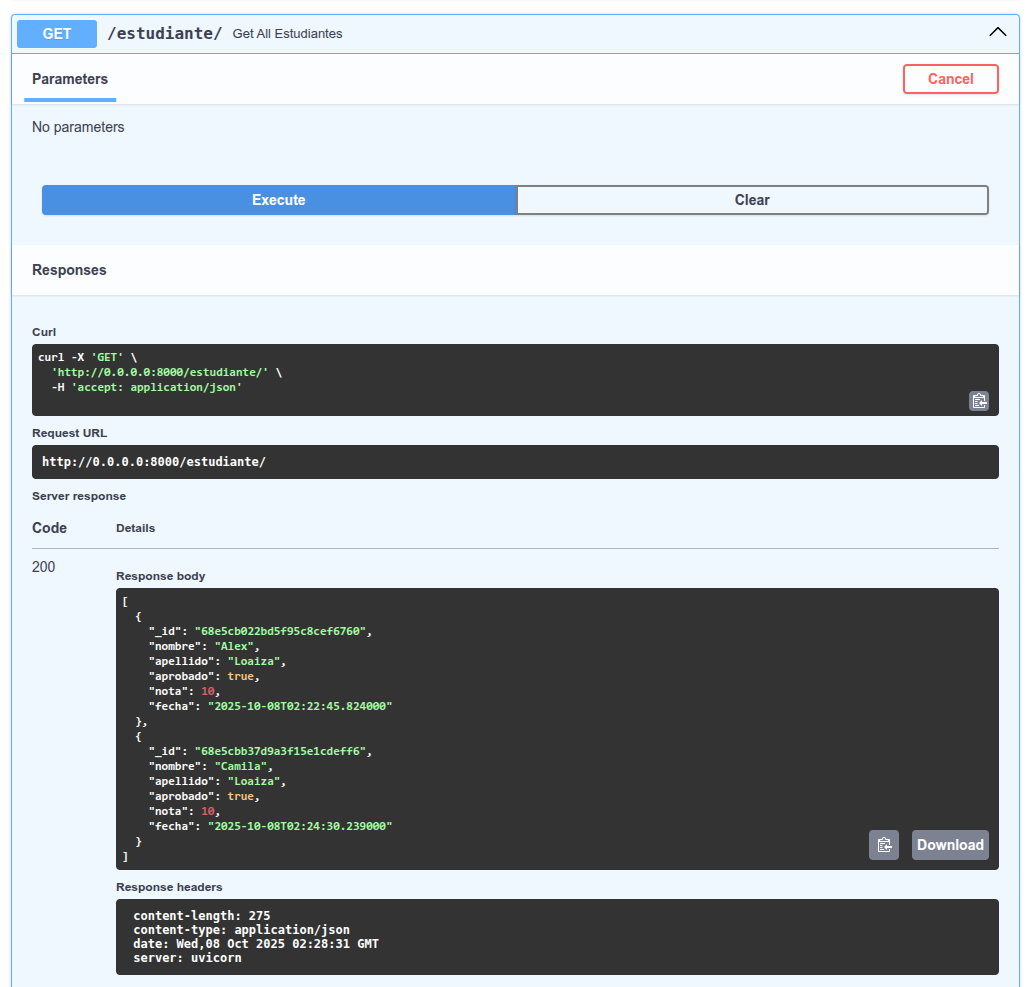 GET /estudiante/ Get All Estudiantes
Parameters
Cancel
No parameters
Execute
Clear
Responses
Curl
curl -X 'GET' \
  'http://0.0.0.0:8000/estudiante/' \
  -H 'accept: application/json'
Request URL
http://0.0.0.0:8000/estudiante/
Server response
Code Details
200
Response body
[
  {
    "_id": "68e5cb022bd5f95c8cef6760",
    "nombre": "Alex",
    "apellido": "Loaiza",
    "aprobado": true,
    "nota": 10,
    "fecha": "2025-10-08T02:22:45.824000"
  },
  {
    "_id": "68e5cbb37d9a3f15e1cdeff6",
    "nombre": "Camila",
    "apellido": "Loaiza",
    "aprobado": true,
    "nota": 10,
    "fecha": "2025-10-08T02:24:30.239000"
  }
]
Download
Response headers
content-length: 275
content-type: application/json
date: Wed,08 Oct 2025 02:28:31 GMT
server: uvicorn